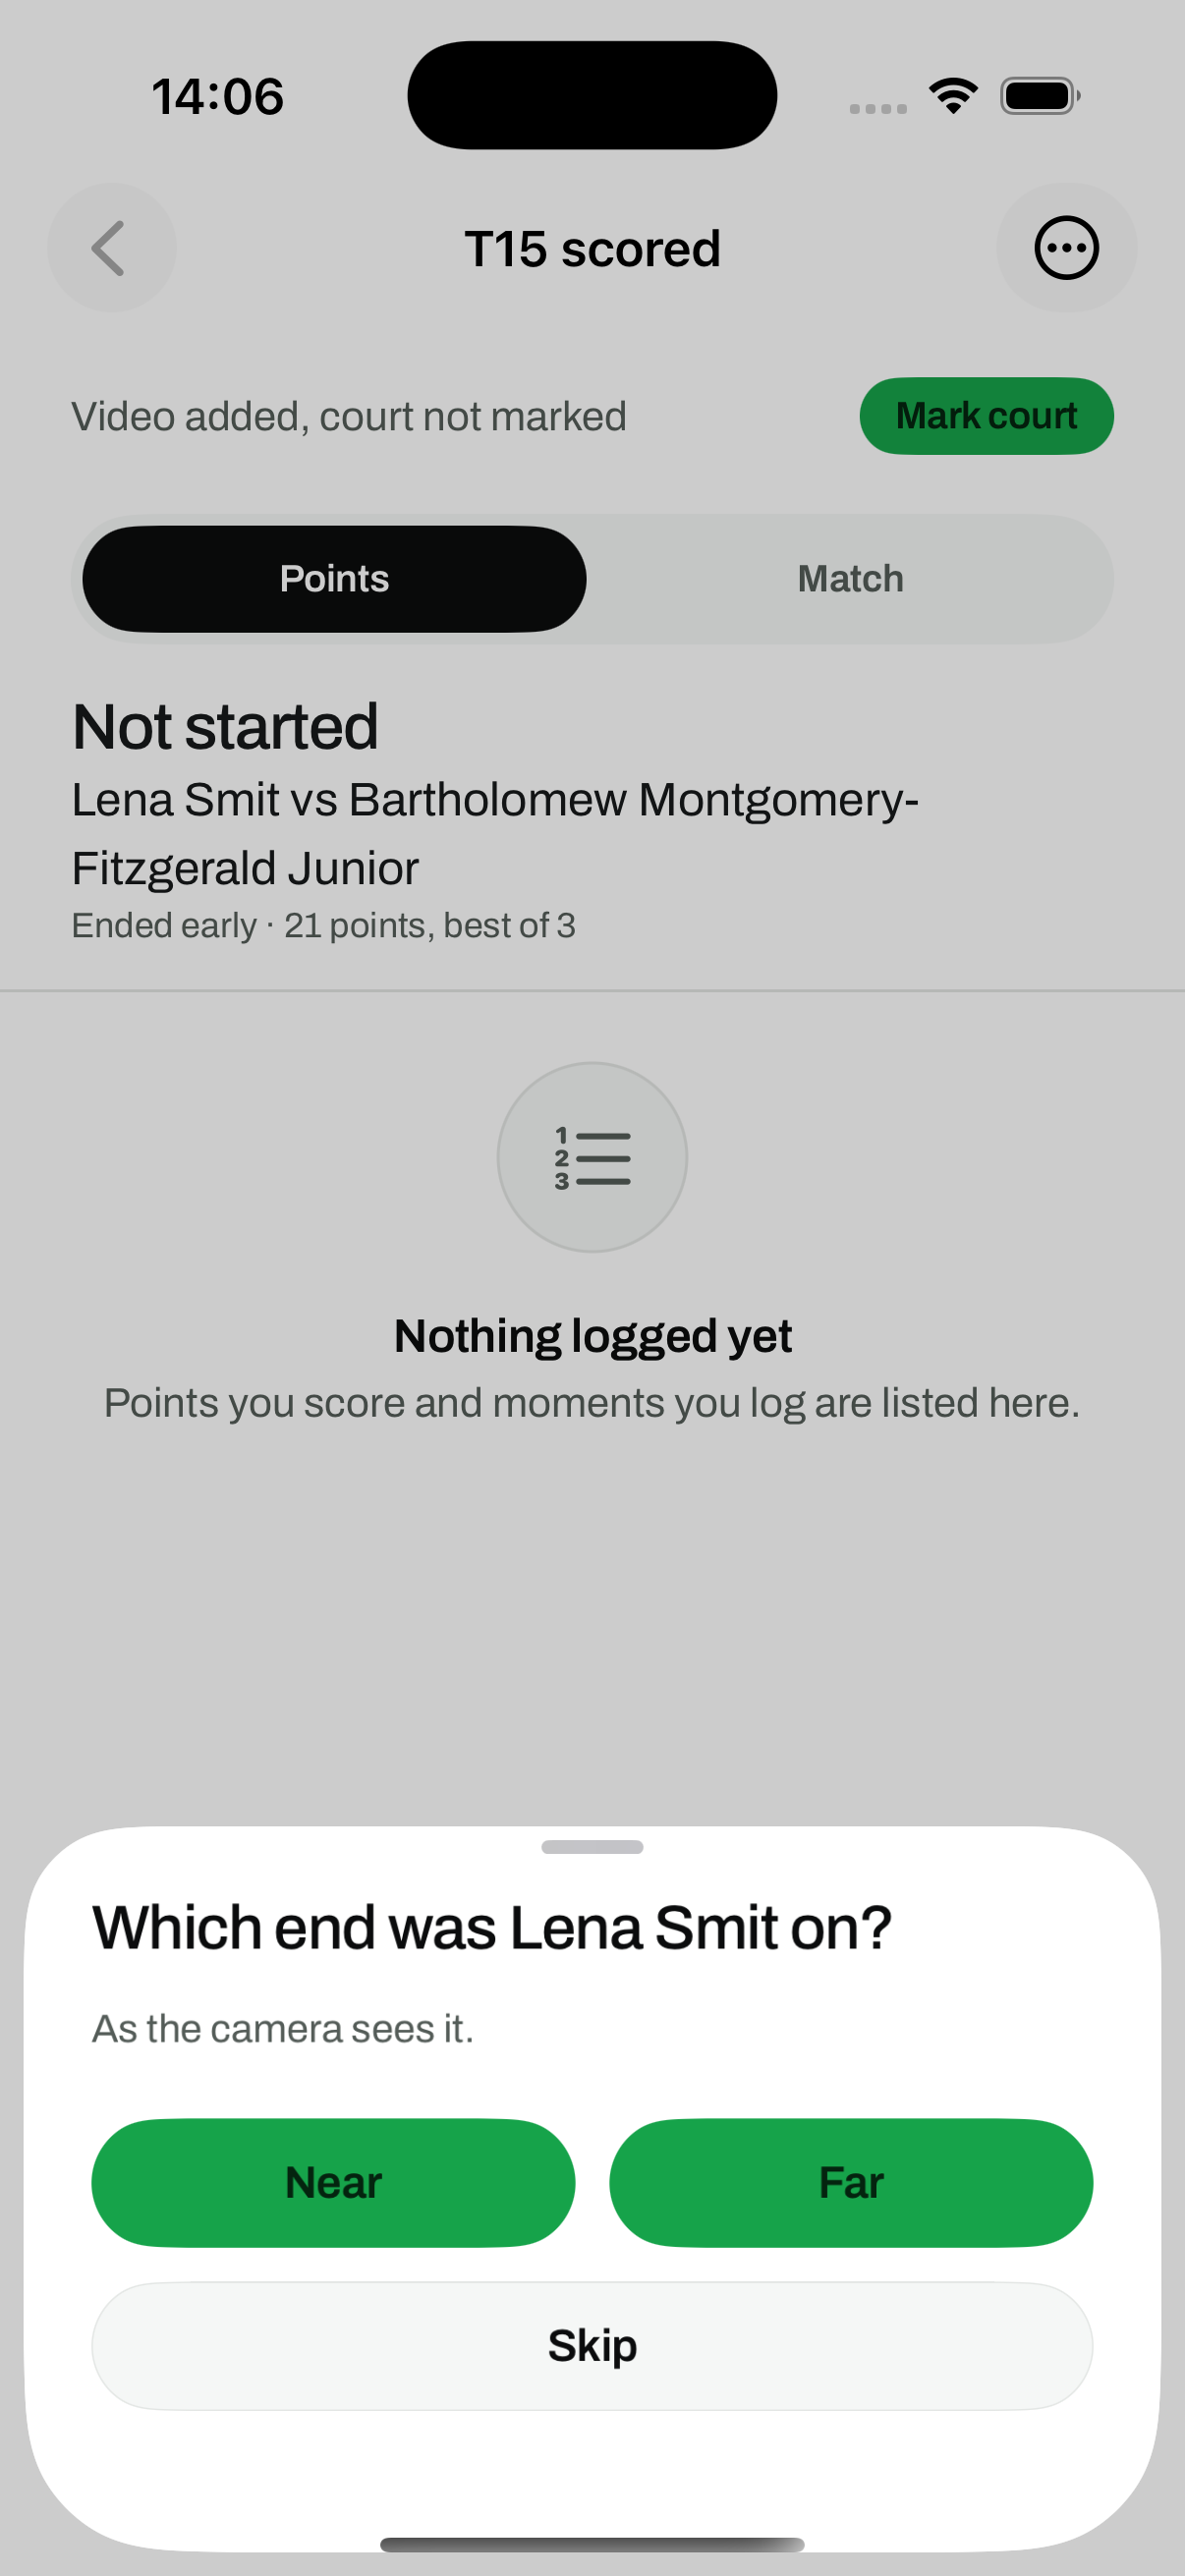 14:06
T15 scored
Video added, court not marked
Mark court
Points
Match
Not started
Lena Smit vs Bartholomew Montgomery-
Fitzgerald Junior
Ended early · 21 points, best of 3
1
2
3
Nothing logged yet
Points you score and moments you log are listed here.
Which end was Lena Smit on?
As the camera sees it.
Near
Far
Skip